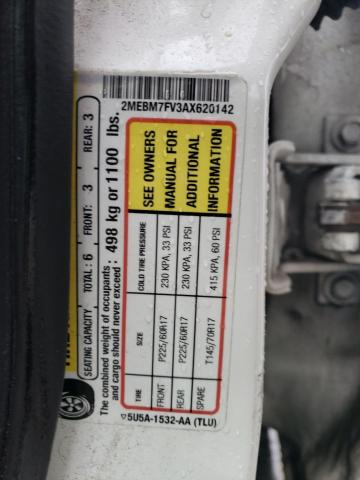 SEATING CAPACITY TOTAL: 6 FRONT: 3 REAR: 3
The combined weight of occupants and cargo should never exceed: 498 kg or 1100 lbs.
TIRE SIZE COLD TIRE PRESSURE
FRONT P225/60R17 230 KPA, 33 PSI
REAR P225/60R17 230 KPA, 33 PSI
SPARE T145/70R17 415 KPA, 60 PSI
SEE OWNERS
MANUAL FOR
ADDITIONAL
INFORMATION
5U5A-1532-AA (TLU)
2MEBM7FV3AX620142